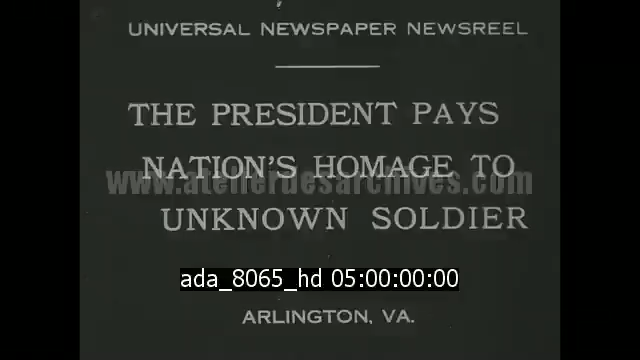 UNIVERSAL NEWSPAPER NEWSREEL
THE PRESIDENT PAYS
NATION'S HOMAGE TO
www.atelierdesarchives.com
UNKNOWN SOLDIER
ada_8065_hd 05:00:00:00
ARLINGTON, VA.